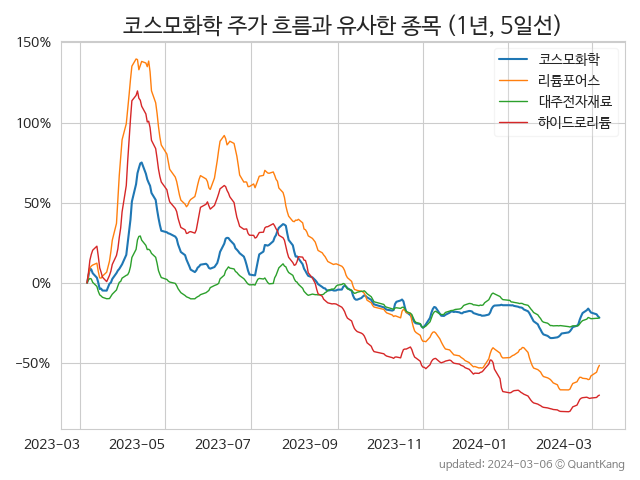 코스모화학 주가 흐름과 유사한 종목 (1년, 5일선)
150%
100%
50%
0%
−50%
코스모화학
리튬포어스
대주전자재료
하이드로리튬
2023-03 2023-05 2023-07 2023-09 2023-11 2024-01 2024-03
updated: 2024-03-06 © QuantKang